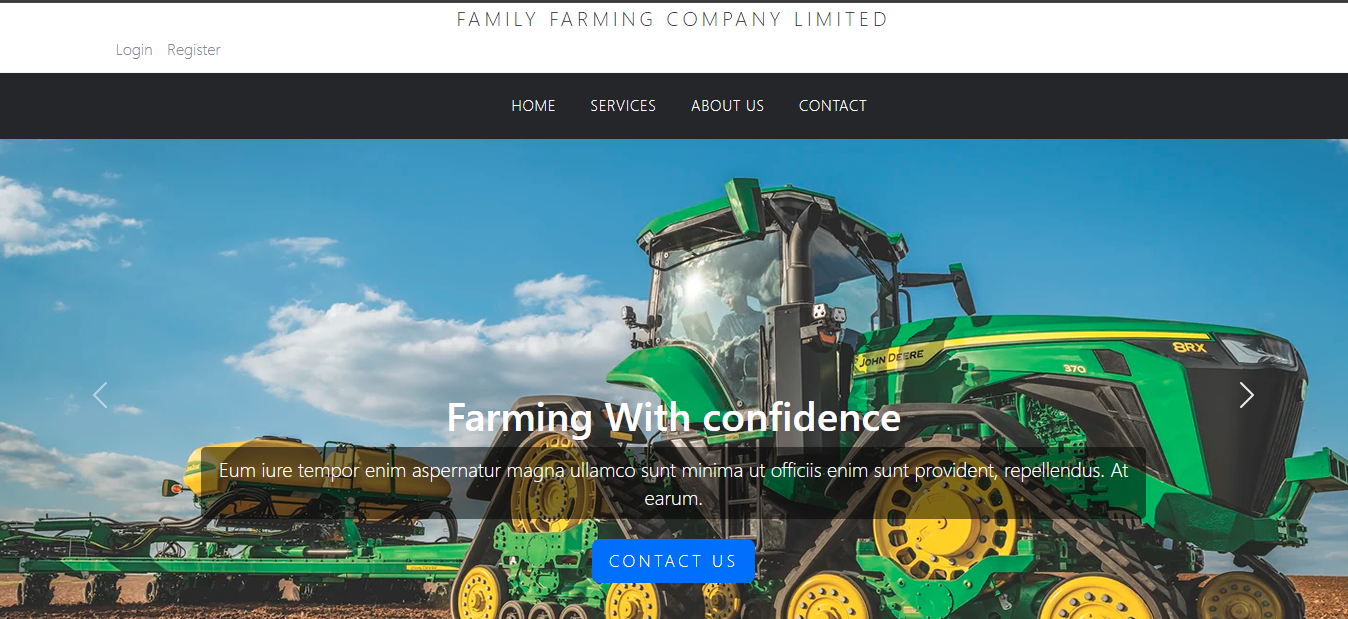 FAMILY FARMING COMPANY LIMITED
Login Register
HOME SERVICES ABOUT US CONTACT
JOHN DEERE
8RX
370
Farming With confidence
Eum iure tempor enim aspernatur magna ullamco sunt minima ut officiis enim sunt provident, repellendus. At
earum.
CONTACT US